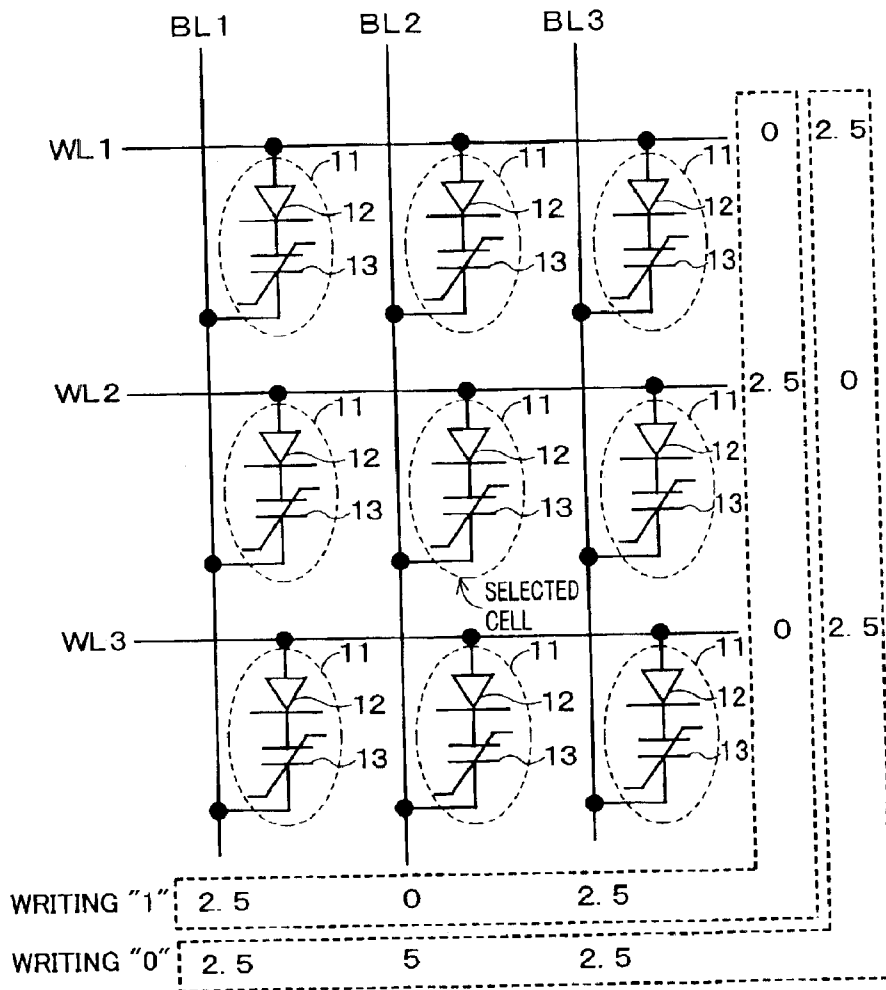 BL1 BL2 BL3
WL1 0 2.5
11 11 11
12 12 12
13 13 13
WL2 2.5 0
11 11 11
12 12 12
13 13 13
SELECTED
CELL
WL3 0 2.5
11 11 11
12 12 12
13 13 13
WRITING "1" 2.5 0 2.5
WRITING "0" 2.5 5 2.5